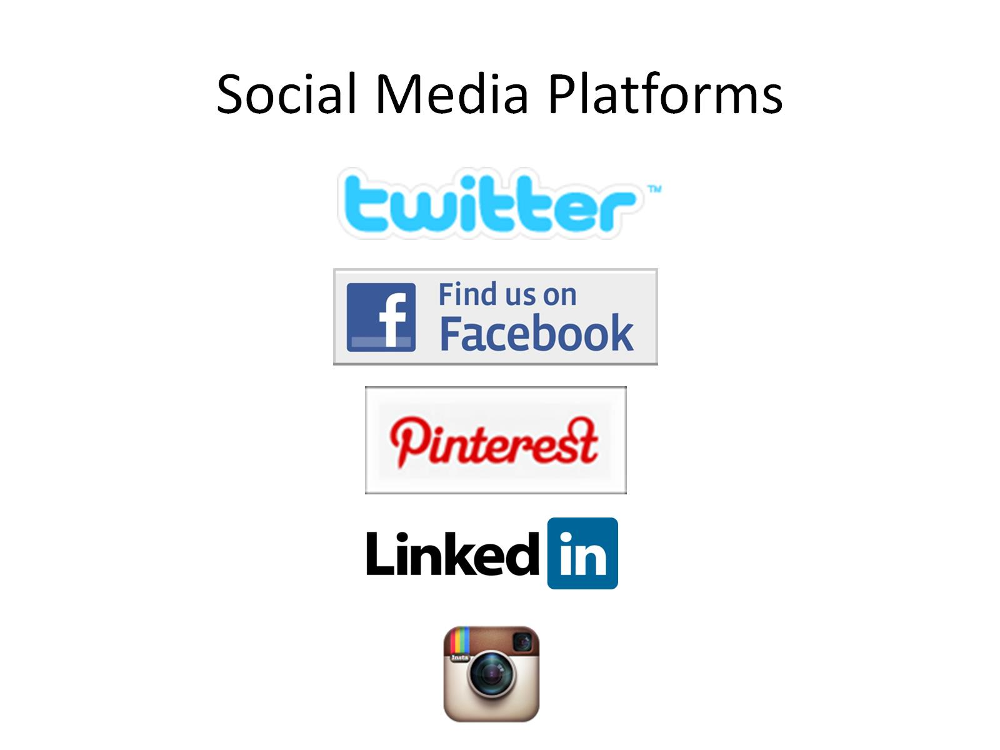 Social Media Platforms
twitter™
Find us on
Facebook
Pinterest
Linked in
Insta